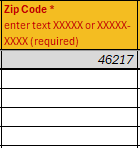 Zip Code *
enter text XXXXX or XXXXX-
XXXX (required)
46217